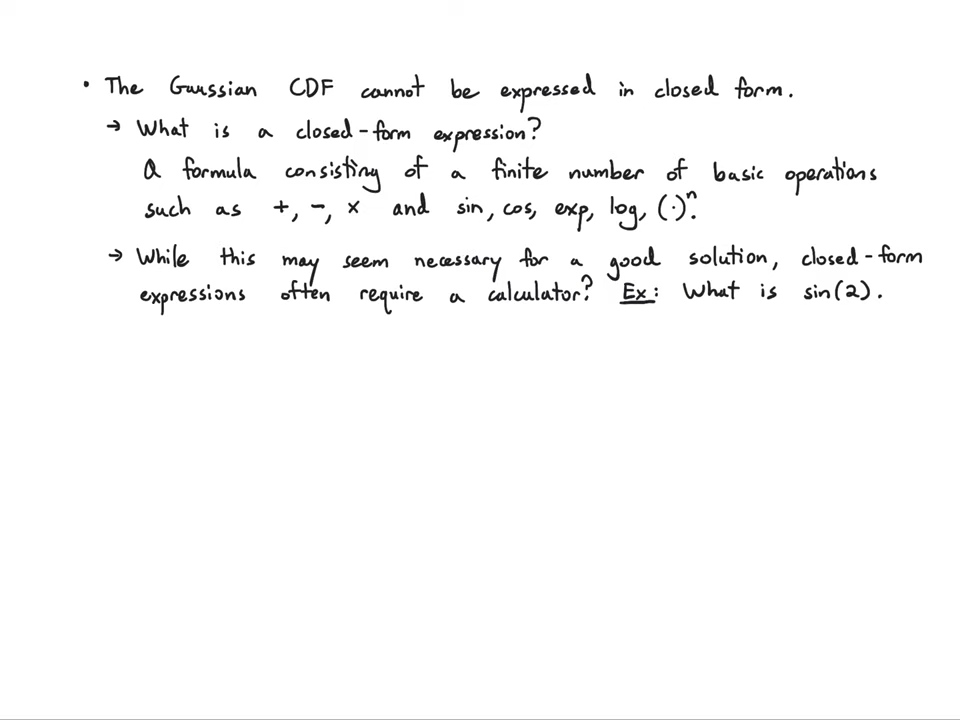 • The Gaussian CDF cannot be expressed in closed form.
→ What is a closed-form expression?
A formula consisting of a finite number of basic operations
such as +, -, × and sin, cos, exp, log, (·)ⁿ.
→ While this may seem necessary for a good solution, closed-form
expressions often require a calculator? Ex: What is sin(2).